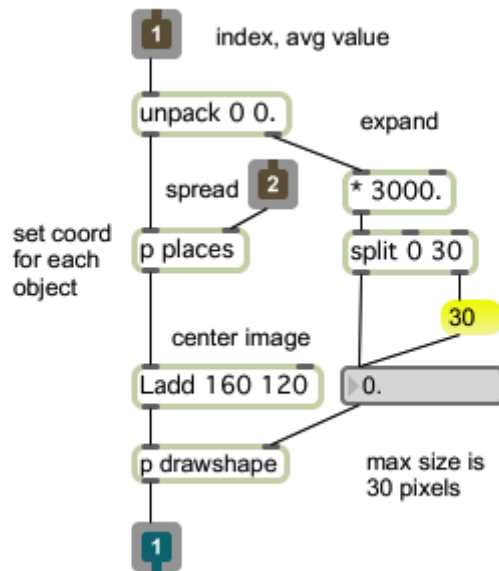 1
index, avg value
unpack 0 0.
expand
spread
2
* 3000.
set coord
for each
object
p places
split 0 30
30
center image
Ladd 160 120
0.
p drawshape
max size is
30 pixels
1